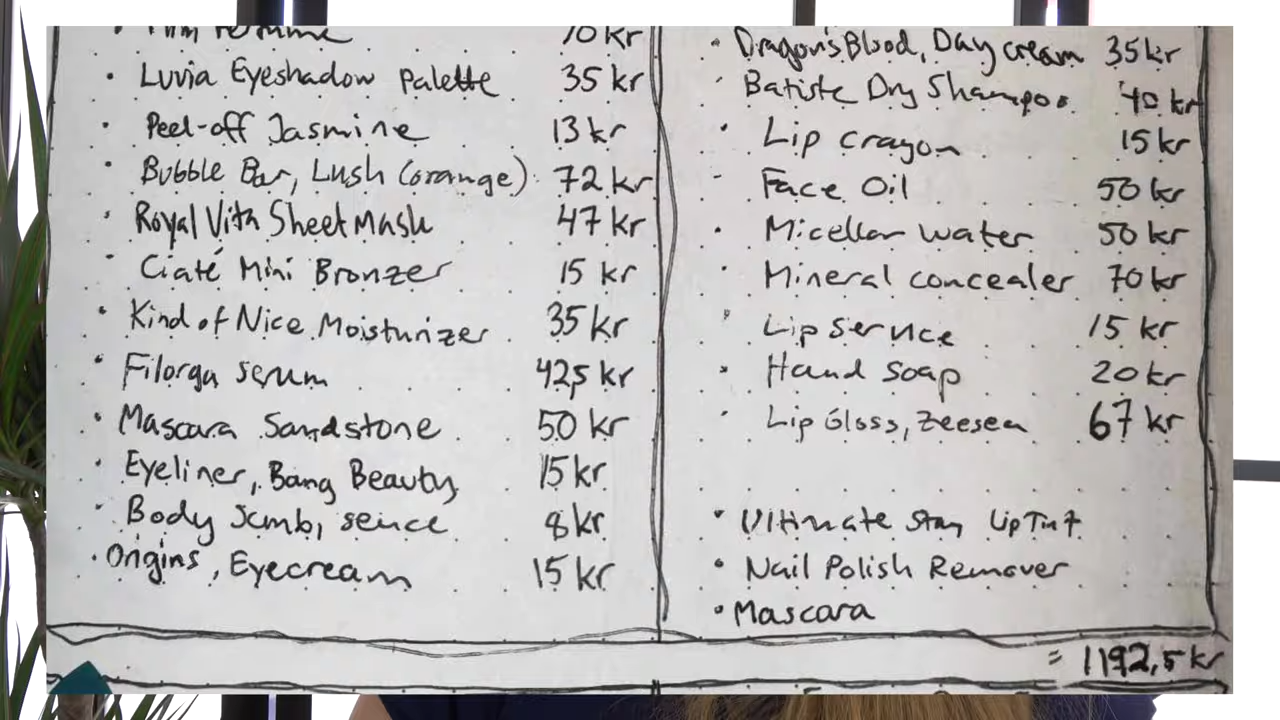 10 kr
Luvia Eyeshadow Palette 35 kr
Peel-off Jasmine 13 kr
Bubble Bar, Lush (orange) 72 kr
Royal Vita Sheet Mask 47 kr
Ciaté Mini Bronzer 15 kr
Kind of Nice Moisturizer 35 kr
Filorga serum 425 kr
Mascara Sandstone 50 kr
Eyeliner, Bang Beauty 15 kr
Body Scrub, 8 kr
Origins, Eyecream 15 kr
Dragon's Blood, Day cream 35 kr
Batiste Dry Shampoo 40 kr
Lip crayon 15 kr
Face Oil 50 kr
Micellar water 50 kr
Mineral concealer 70 kr
Lip Service 15 kr
Hand Soap 20 kr
Lip Gloss, Zeesea 67 kr
Ultimate Stay Lip Tint
Nail Polish Remover
Mascara
= 1192,5 kr